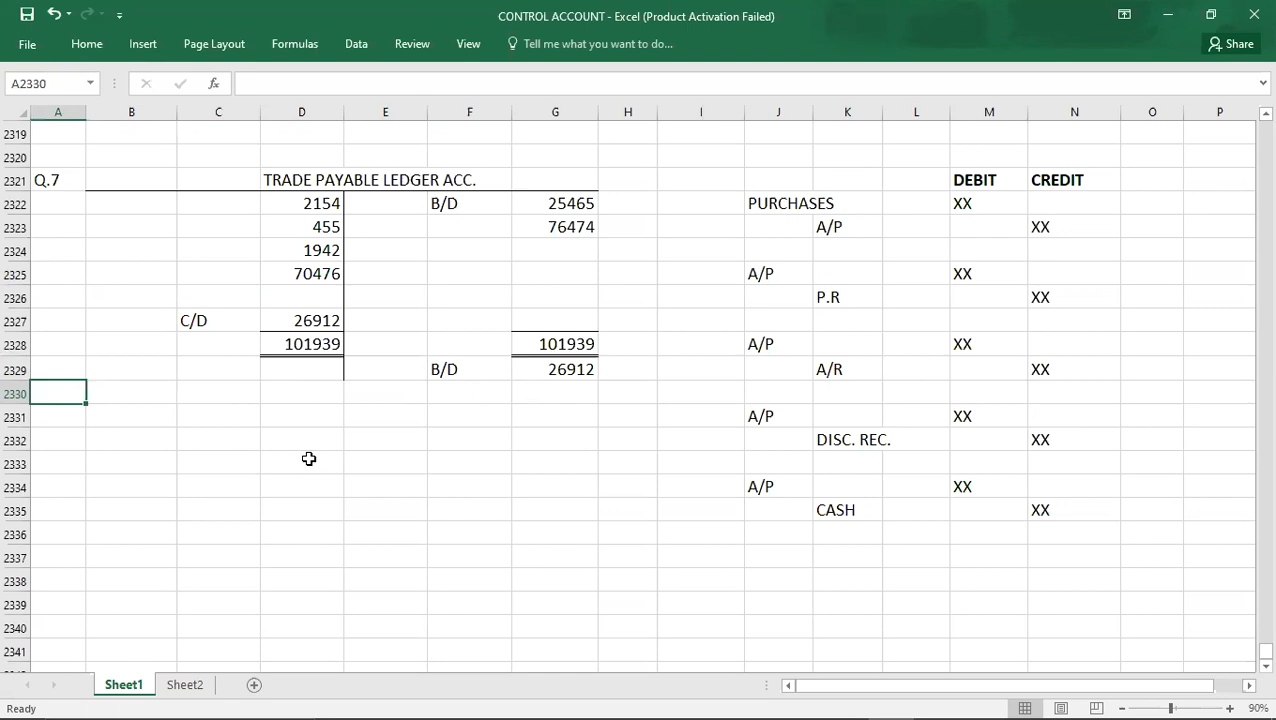 CONTROL ACCOUNT - Excel (Product Activation Failed)
File Home Insert Page Layout Formulas Data Review View Tell me what you want to do... Share
A2330 fx
A B C D E F G H I J K L M N O P
2319
2320
2321 Q.7 TRADE PAYABLE LEDGER ACC. DEBIT CREDIT
2322 2154 B/D 25465 PURCHASES XX
2323 455 76474 A/P XX
2324 1942
2325 70476 A/P XX
2326 P.R XX
2327 C/D 26912
2328 101939 101939 A/P XX
2329 B/D 26912 A/R XX
2330
2331 A/P XX
2332 DISC. REC. XX
2333
2334 A/P XX
2335 CASH XX
2336
2337
2338
2339
2340
2341
Sheet1 Sheet2
Ready 90%